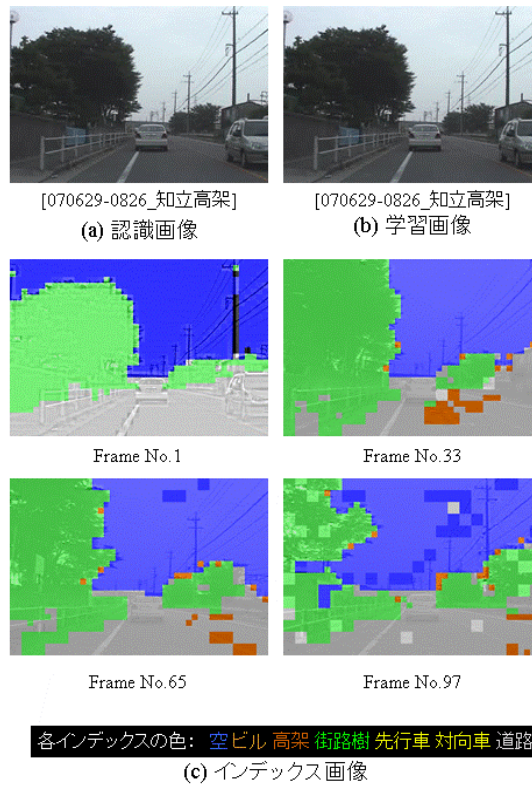 [070629-0826_知立高架]
(a) 認識画像
[070629-0826_知立高架]
(b) 学習画像
Frame No.1
Frame No.33
Frame No.65
Frame No.97
各インデックスの色: 空 ビル 高架 街路樹 先行車 対向車 道路
(c) インデックス画像